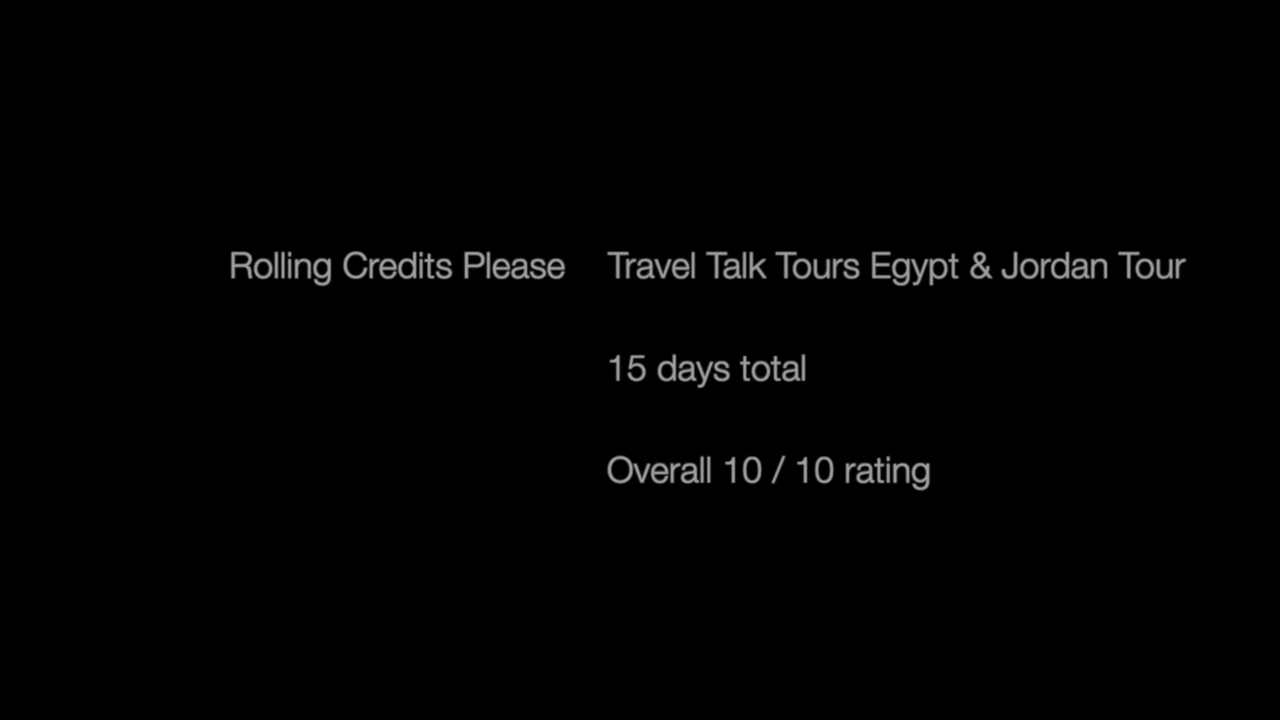 Rolling Credits Please Travel Talk Tours Egypt & Jordan Tour
15 days total
Overall 10 / 10 rating